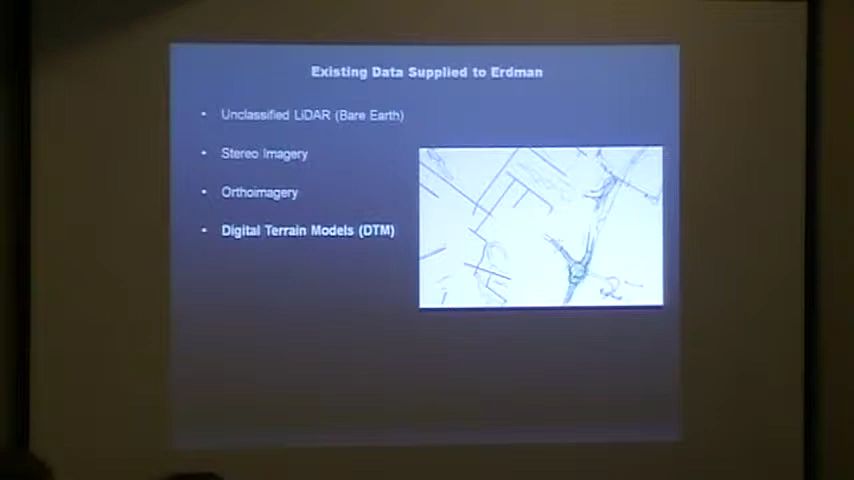 Existing Data Supplied to Erdman
• Unclassified LiDAR (Bare Earth)
• Stereo Imagery
• Orthoimagery
• Digital Terrain Models (DTM)